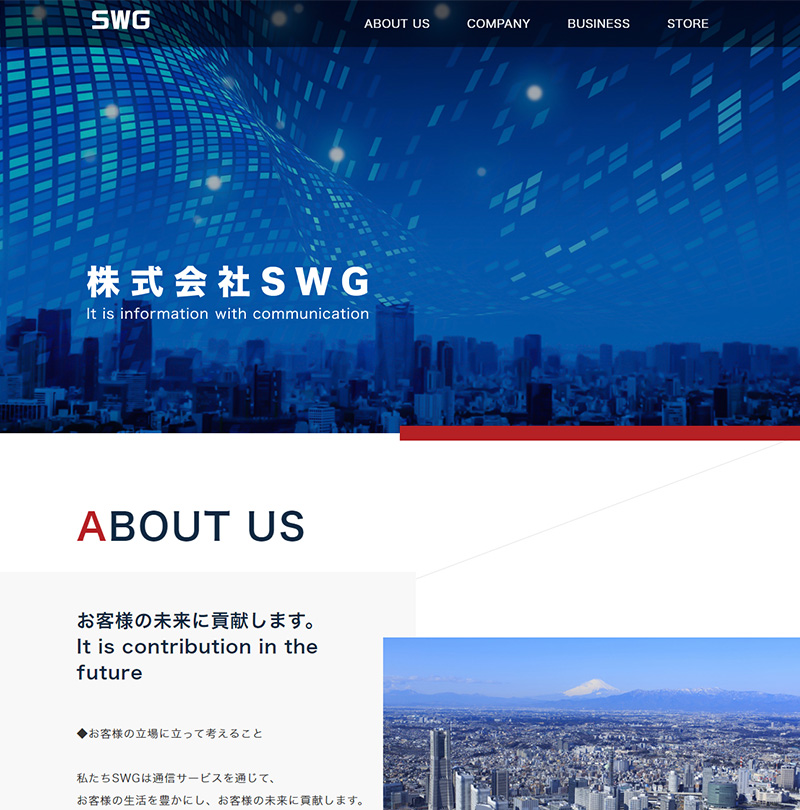 SWG
ABOUT US
COMPANY
BUSINESS
STORE
株式会社SWG
It is information with communication
ABOUT US
お客様の未来に貢献します。
It is contribution in the
future
◆お客様の立場に立って考えること
私たちSWGは通信サービスを通じて、
お客様の生活を豊かにし、お客様の未来に貢献します。